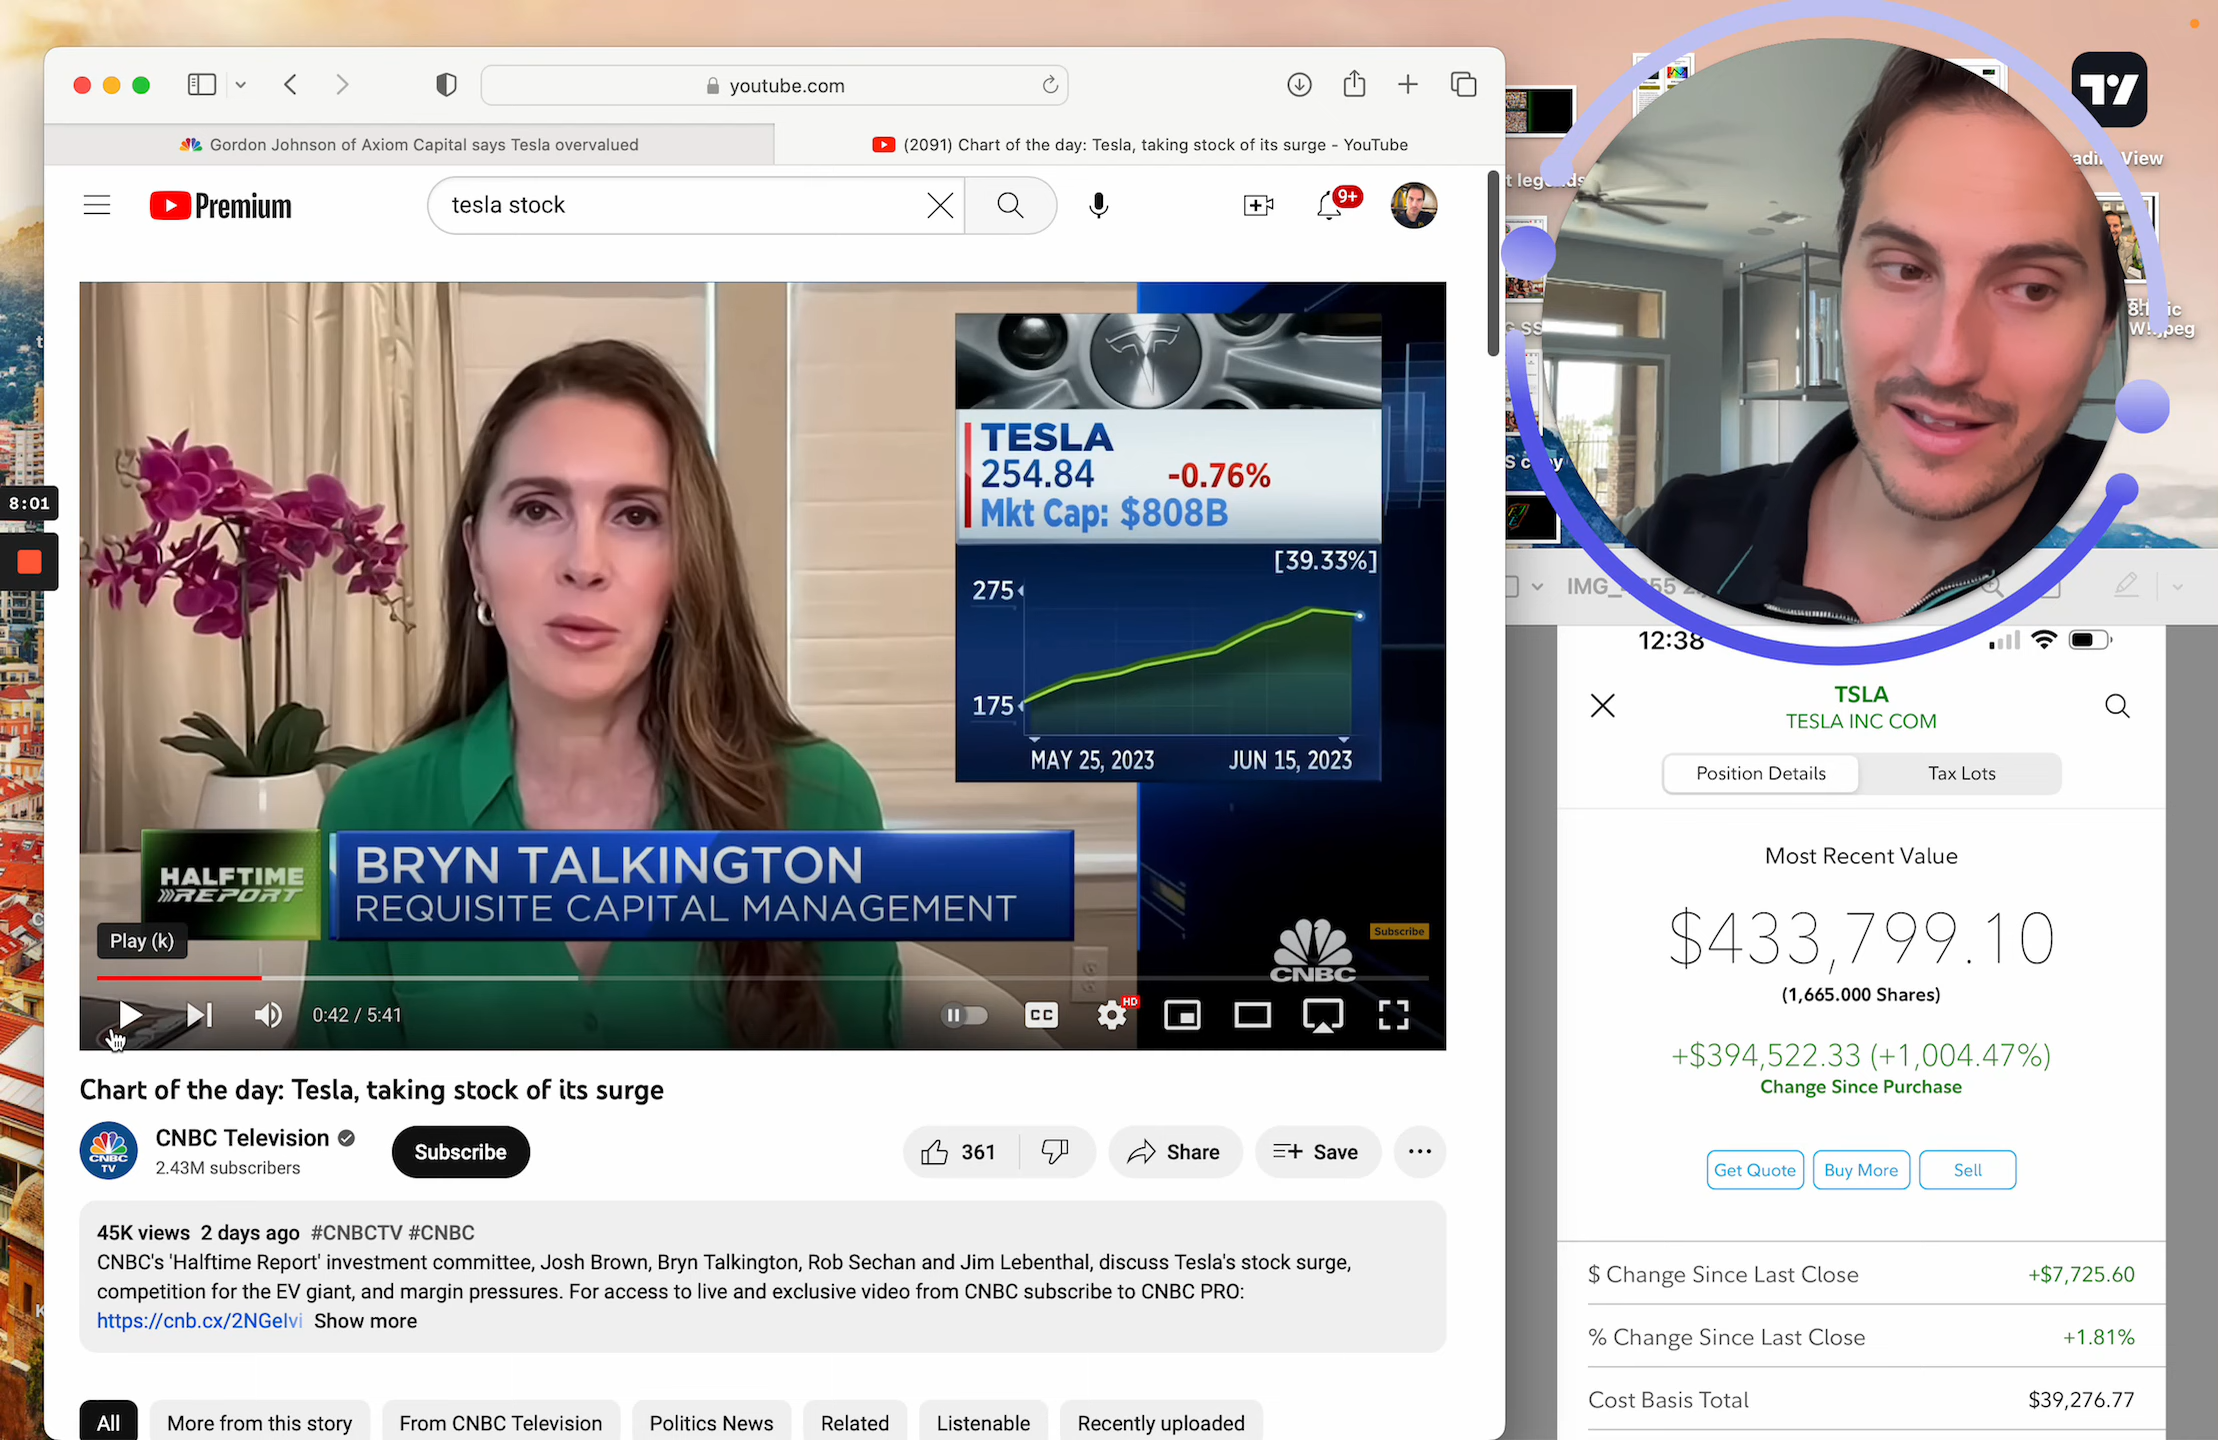 youtube.com
Gordon Johnson of Axiom Capital says Tesla overvalued
(2091) Chart of the day: Tesla, taking stock of its surge - YouTube
Premium
tesla stock
9+
TESLA
254.84 -0.76%
Mkt Cap: $808B
[39.33%]
275
175
MAY 25, 2023 JUN 15, 2023
8:01
HALFTIME
REPORT
BRYN TALKINGTON
REQUISITE CAPITAL MANAGEMENT
Subscribe
CNBC
Play (k)
0:42 / 5:41
CC
HD
Chart of the day: Tesla, taking stock of its surge
CNBC TV
CNBC Television
2.43M subscribers
Subscribe
361
Share
Save
45K views 2 days ago #CNBCTV #CNBC
CNBC's 'Halftime Report' investment committee, Josh Brown, Bryn Talkington, Rob Sechan and Jim Lebenthal, discuss Tesla's stock surge,
competition for the EV giant, and margin pressures. For access to live and exclusive video from CNBC subscribe to CNBC PRO:
https://cnb.cx/2NGeIvi Show more
All
More from this story
From CNBC Television
Politics News
Related
Listenable
Recently uploaded
View
12:38
TSLA
TESLA INC COM
Position Details
Tax Lots
Most Recent Value
$433,799.10
(1,665.000 Shares)
+$394,522.33 (+1,004.47%)
Change Since Purchase
Get Quote
Buy More
Sell
$ Change Since Last Close +$7,725.60
% Change Since Last Close +1.81%
Cost Basis Total $39,276.77